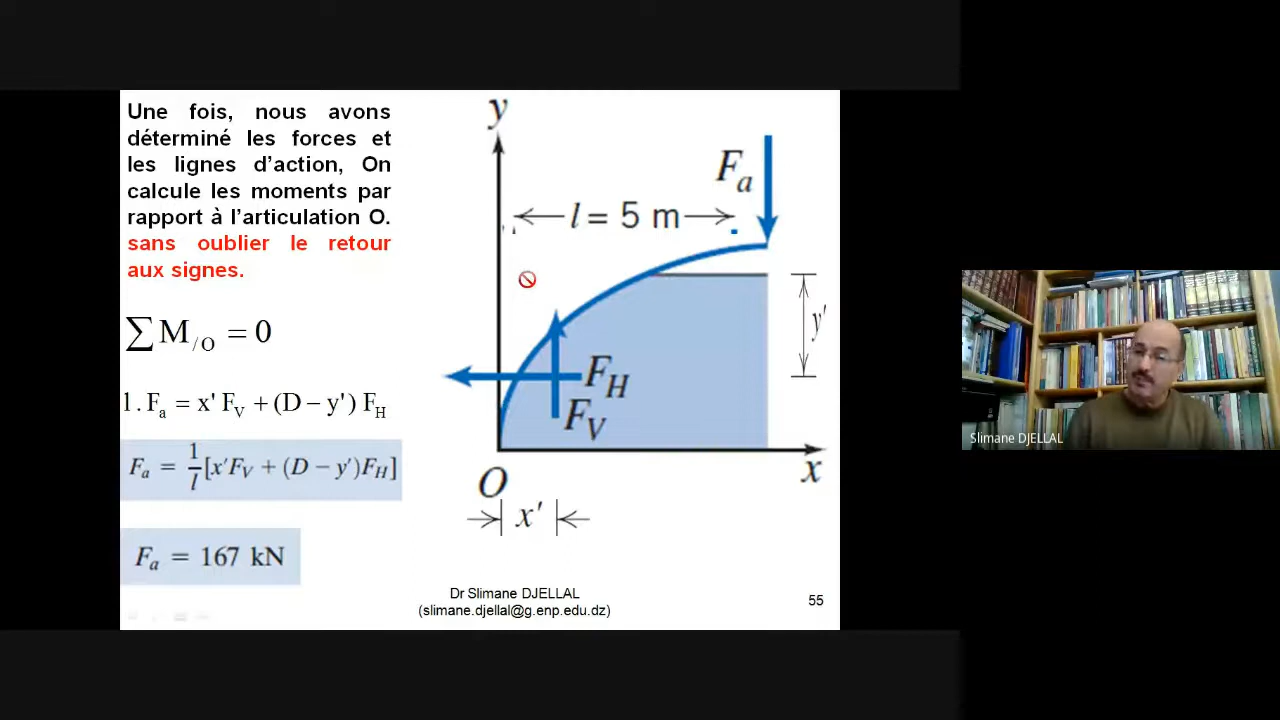 Une fois, nous avons
déterminé les forces et
les lignes d'action, On
calcule les moments par
rapport à l'articulation O.
sans oublier le retour
aux signes.
∑M/O = 0
1. Fa = x' FV + (D − y') FH
Fa = 1/l [x'FV + (D − y')FH]
Fa = 167 kN
y
Fa
l = 5 m
y'
FH
FV
O
x
x'
Dr Slimane DJELLAL
(slimane.djellal@g.enp.edu.dz)
55
Slimane DJELLAL